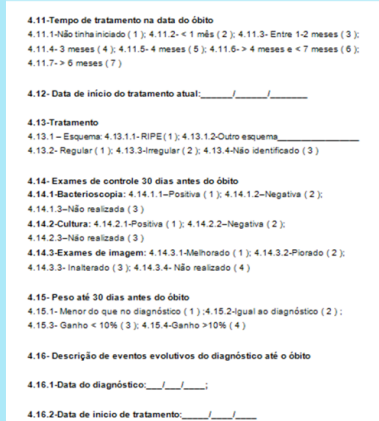 4.11-Tempo de tratamento na data do óbito
4.11.1-Não tinha iniciado ( 1 ); 4.11.2- < 1 mês ( 2 ); 4.11.3- Entre 1-2 meses ( 3 );
4.11.4- 3 meses ( 4 ); 4.11.5- 4 meses ( 5 ); 4.11.6- > 4 meses e < 7 meses ( 6 );
4.11.7- > 6 meses ( 7 )
4.12- Data de início do tratamento atual:______/______/_______
4.13-Tratamento
4.13.1 – Esquema: 4.13.1.1- RIPE ( 1 ); 4.13.1.2-Outro esquema________________
4.13.2- Regular ( 1 ); 4.13.3-Irregular ( 2 ); 4.13.4-Não identificado ( 3 )
4.14- Exames de controle 30 dias antes do óbito
4.14.1-Bacterioscopia: 4.14.1.1–Positiva ( 1 ); 4.14.1.2–Negativa ( 2 );
4.14.1.3–Não realizada ( 3 )
4.14.2-Cultura: 4.14.2.1-Positiva ( 1 ); 4.14.2.2–Negativa ( 2 );
4.14.2.3–Não realizada ( 3 )
4.14.3-Exames de imagem: 4.14.3.1-Melhorado ( 1 ); 4.14.3.2-Piorado ( 2 );
4.14.3.3- Inalterado ( 3 ); 4.14.3.4- Não realizado ( 4 )
4.15- Peso até 30 dias antes do óbito
4.15.1- Menor do que no diagnóstico ( 1 ) ;4.15.2-Igual ao diagnóstico ( 2 ) ;
4.15.3- Ganho < 10% ( 3 ); 4.15.4-Ganho >10% ( 4 )
4.16- Descrição de eventos evolutivos do diagnóstico até o óbito
4.16.1-Data do diagnóstico:___/___/____;
4.16.2-Data de inicio de tratamento:_____/____/____